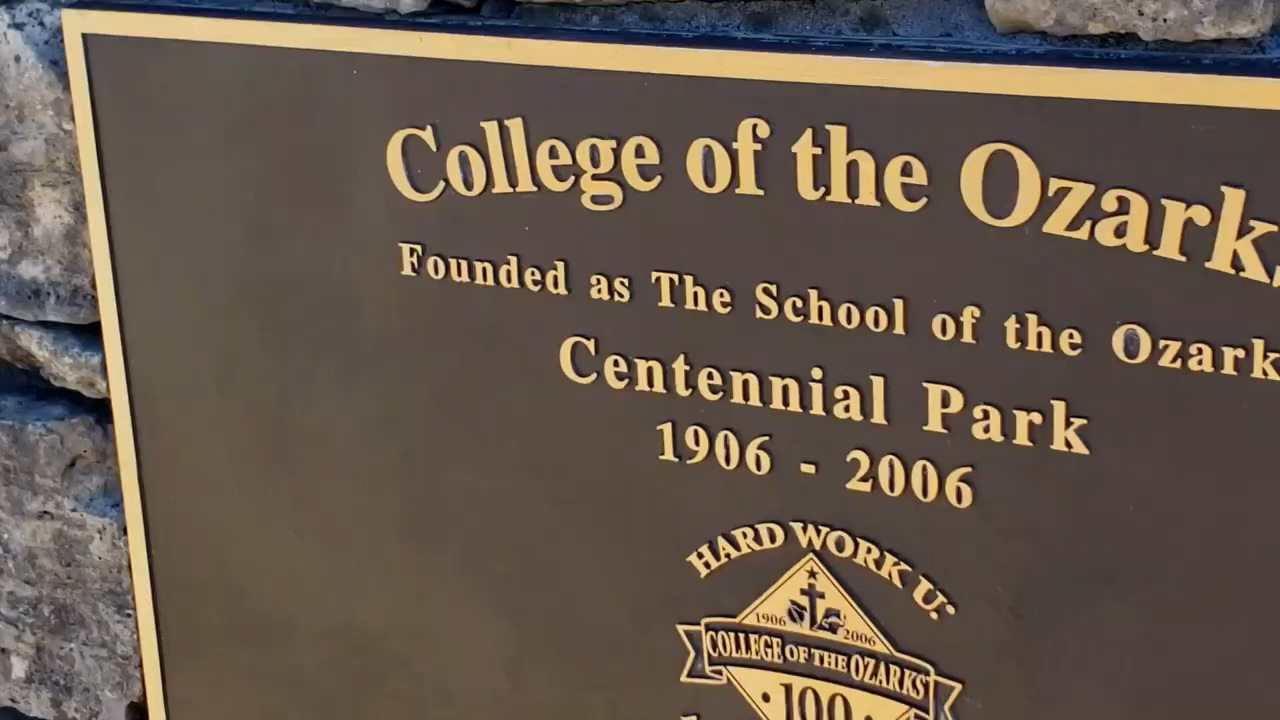 College of the Ozarks
Founded as The School of the Ozark
Centennial Park
1906 - 2006
HARD WORK U.
1906 2006
COLLEGE OF THE OZARKS
100